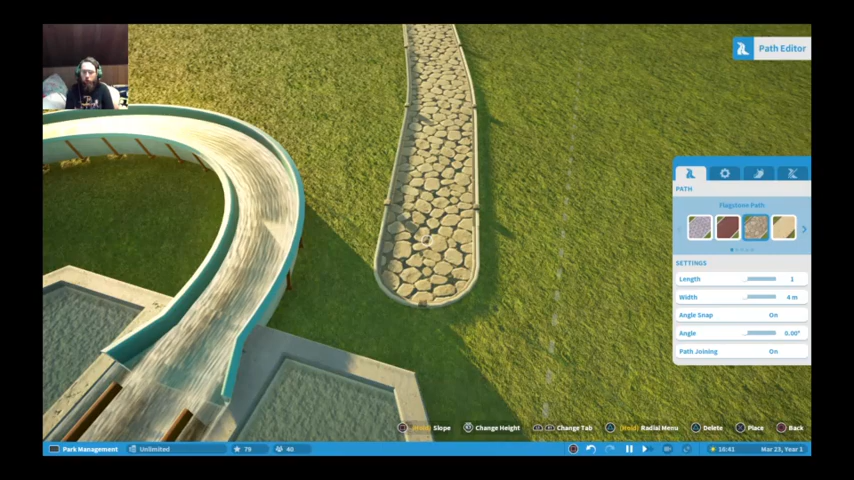 Path Editor
PATH
Flagstone Path
SETTINGS
Length 1
Width 4 m
Angle Snap On
Angle 0.00°
Path Joining On
(Hold) Slope Change Height Change Tab (Hold) Radial Menu Delete Place Back
Park Management Unlimited 79 40 16:41 Mar 23, Year 1